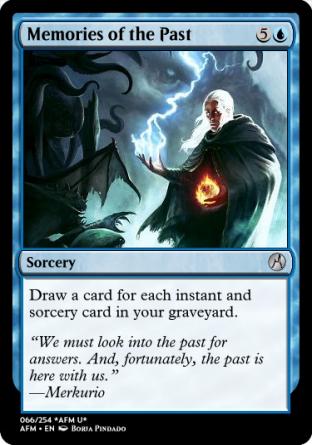 Memories of the Past 5
Sorcery
Draw a card for each instant and
sorcery card in your graveyard.
“We must look into the past for
answers. And, fortunately, the past is
here with us.”
—Merkurio
066/254 *AFM U*
AFM • EN Borja Pindado